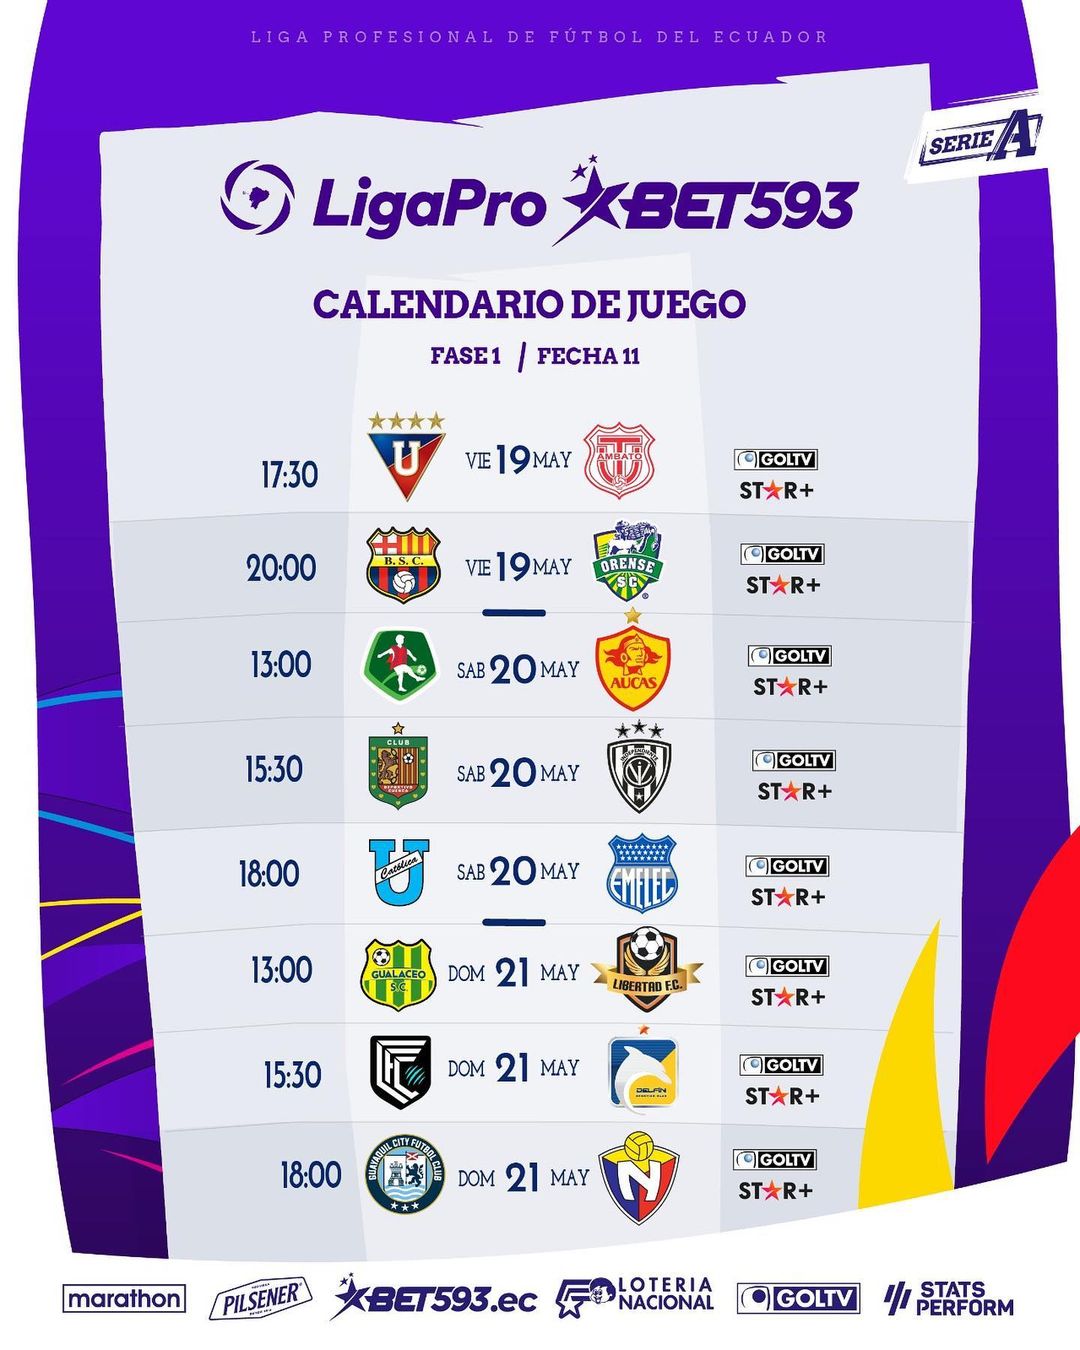 LIGA PROFESIONAL DE FÚTBOL DEL ECUADOR
SERIE A
LigaPro BET593
CALENDARIO DE JUEGO
FASE 1 / FECHA 11
17:30 U VIE 19 MAY AMBATO GOLTV
STAR+
20:00 B.S.C. VIE 19 MAY ORENSE SC GOLTV
STAR+
13:00 SAB 20 MAY AUCAS GOLTV
STAR+
15:30 CLUB DEPORTIVO CUENCA SAB 20 MAY INDEPENDIENTE GOLTV
STAR+
18:00 U Católica SAB 20 MAY EMELEC GOLTV
STAR+
13:00 GUALACEO S.C. DOM 21 MAY LIBERTAD F.C. GOLTV
STAR+
15:30 DOM 21 MAY DELFÍN GOLTV
STAR+
18:00 GUAYAQUIL CITY FUTBOL CLUB DOM 21 MAY N GOLTV
STAR+
marathon PILSENER BET593.ec LOTERIA NACIONAL GOLTV STATS PERFORM